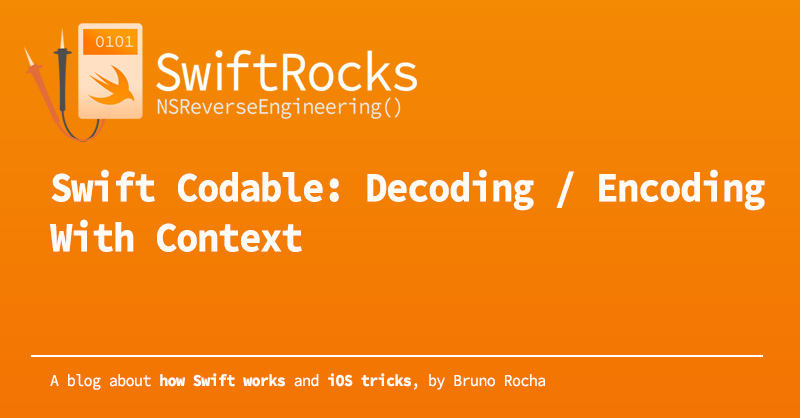 0101
SwiftRocks
NSReverseEngineering()
Swift Codable: Decoding / Encoding
With Context
A blog about how Swift works and iOS tricks, by Bruno Rocha